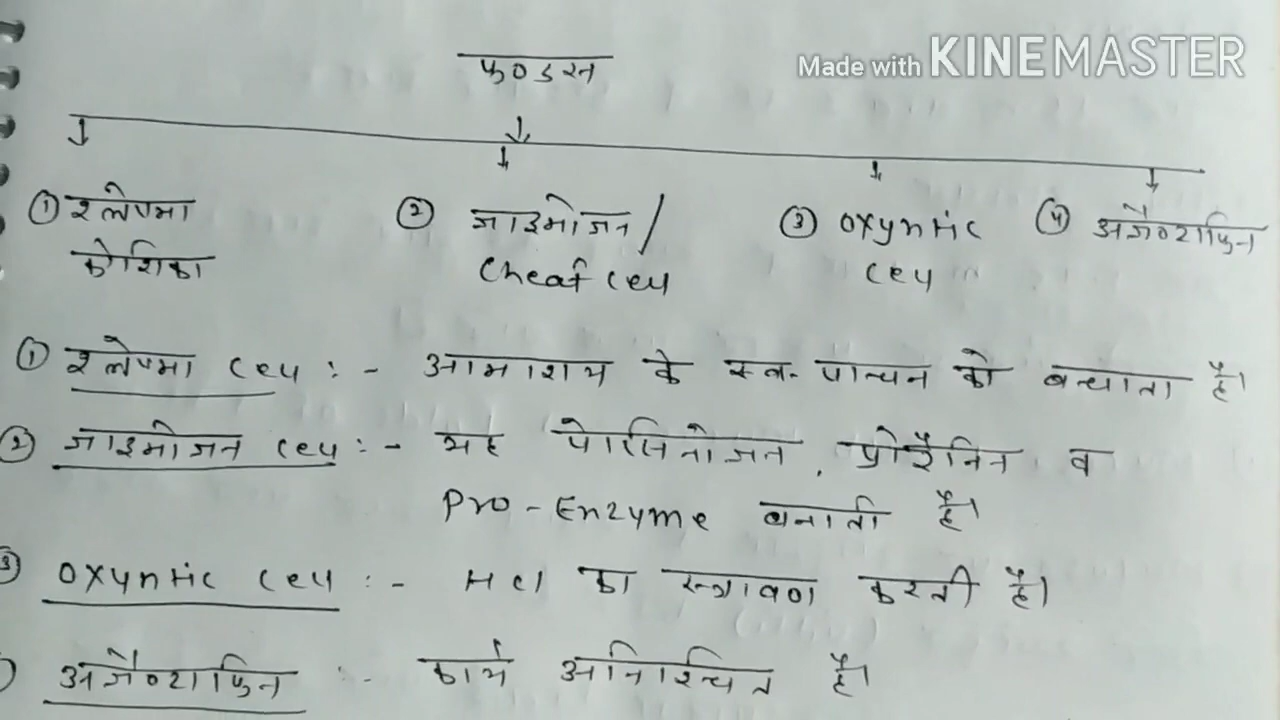 Made with KINEMASTER
फण्डस
① श्लेष्मा कोशिका
② जाइमोजन / Cheaf cell
③ oxyntic cell
④ अर्जेण्टाफिन
① श्लेष्मा cell :- आमाशय के स्व-पाचन को बचाता है।
② जाइमोजन cell :- यह पेप्सिनोजन, प्रोरेनिन व
Pro-Enzyme बनाती है।
③ oxyntic cell :- HCl का स्त्रावण करती है।
अर्जेण्टाफिन :- कार्य अनिश्चित है।